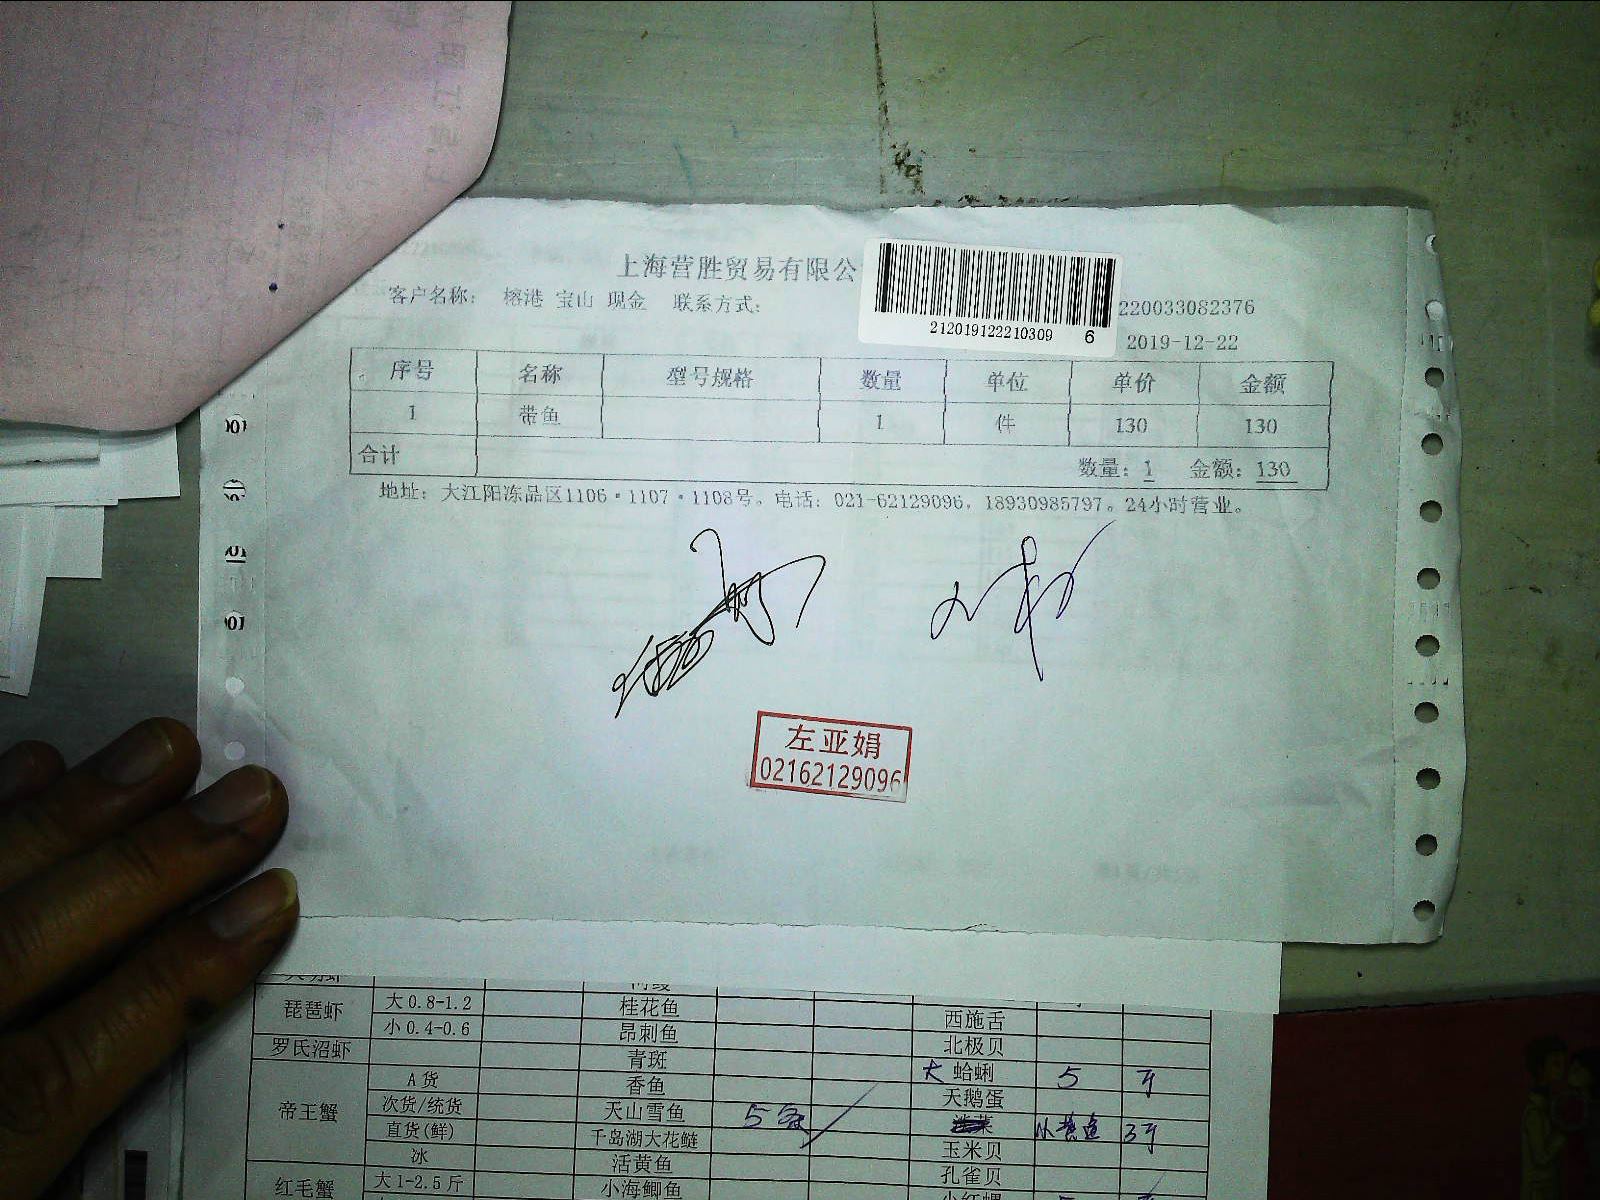 上海营胜贸易有限公
212019122210309 6
客户名称: 榕港 宝山 现金 联系方式: 220033082376
2019-12-22
序号 名称 型号规格 数量 单位 单价 金额
1 带鱼 1 件 130 130
合计 数量: 1 金额: 130
地址: 大江阳冻品区1106·1107·1108号。电话: 021-62129096, 18930985797。24小时营业。
左亚娟
02162129096
琵琶虾 大0.8-1.2 桂花鱼
小0.4-0.6 昂刺鱼 西施舌
罗氏沼虾 青斑 北极贝
帝王蟹 A货 香鱼 大 蛤蜊 5 斤
次货/统货 天山雪鱼 5条 天鹅蛋
直货(鲜) 千岛湖大花鲢 3斤
冰 活黄鱼 玉米贝
红毛蟹 大1-2.5斤 小海鲫鱼 孔雀贝